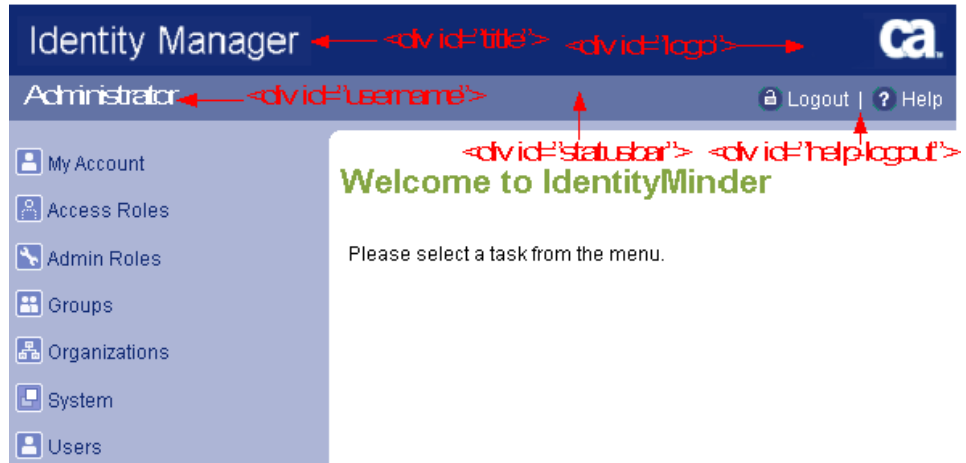 Identity Manager <div id='title'> <div id='logo'> ca.
Administrator <div id='username'> Logout | Help
<div id='statusbar'> <div id='help-logout'>
My Account
Welcome to IdentityMinder
Access Roles
Admin Roles
Please select a task from the menu.
Groups
Organizations
System
Users